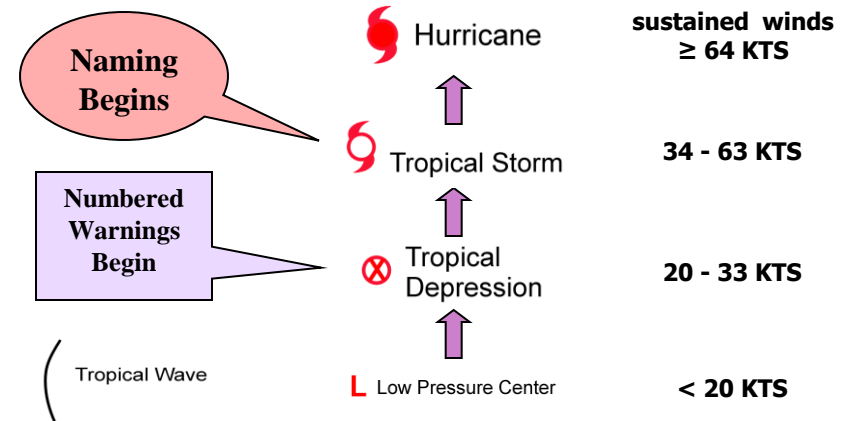 Hurricane
sustained winds
≥ 64 KTS
Naming
Begins
Tropical Storm
34 - 63 KTS
Numbered
Warnings
Begin
X
Tropical
Depression
20 - 33 KTS
Tropical Wave
L Low Pressure Center
< 20 KTS